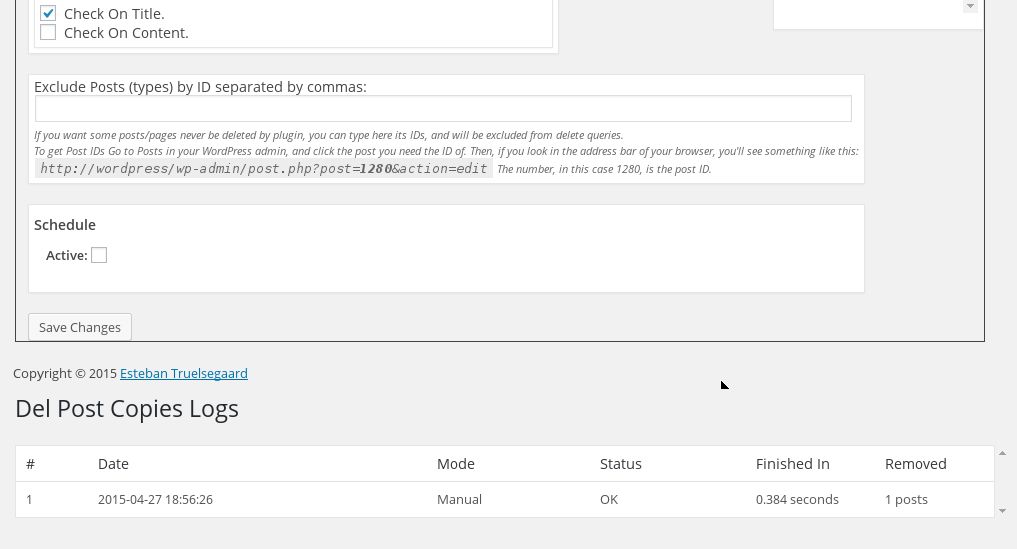 Check On Title.
Check On Content.
Exclude Posts (types) by ID separated by commas:
If you want some posts/pages never be deleted by plugin, you can type here its IDs, and will be excluded from delete queries.
To get Post IDs Go to Posts in your WordPress admin, and click the post you need the ID of. Then, if you look in the address bar of your browser, you'll see something like this:
http://wordpress/wp-admin/post.php?post=1280&action=edit The number, in this case 1280, is the post ID.
Schedule
Active:
Save Changes
Copyright © 2015 Esteban Truelsegaard
Del Post Copies Logs
# Date Mode Status Finished In Removed
1 2015-04-27 18:56:26 Manual OK 0.384 seconds 1 posts